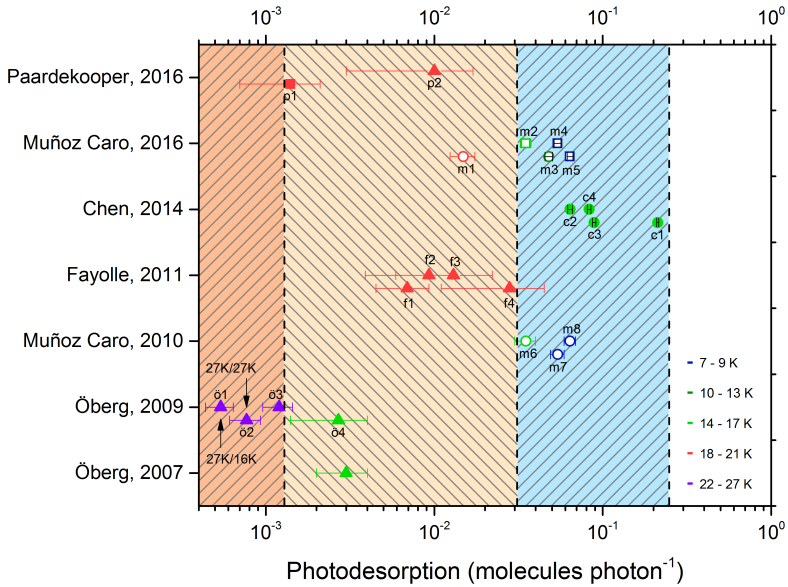 10⁻³ 10⁻² 10⁻¹ 10⁰
Paardekooper, 2016
p2
p1
Muñoz Caro, 2016
m2 m4
m1 m3 m5
Chen, 2014
c4
c2 c3 c1
Fayolle, 2011
f2 f3
f1 f4
Muñoz Caro, 2010
m8
m6 m7
7 - 9 K
10 - 13 K
14 - 17 K
18 - 21 K
22 - 27 K
Öberg, 2009
27K/27K
ö1 ö3
ö2 ö4
27K/16K
Öberg, 2007
10⁻³ 10⁻² 10⁻¹ 10⁰
Photodesorption (molecules photon⁻¹)